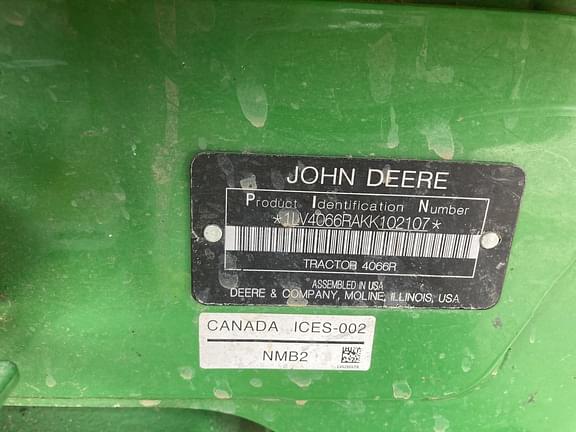 JOHN DEERE
Product Identification Number
*1LV4066RAKK102107*
TRACTOR 4066R
ASSEMBLED IN USA
DEERE & COMPANY, MOLINE, ILLINOIS, USA
CANADA ICES-002
NMB2